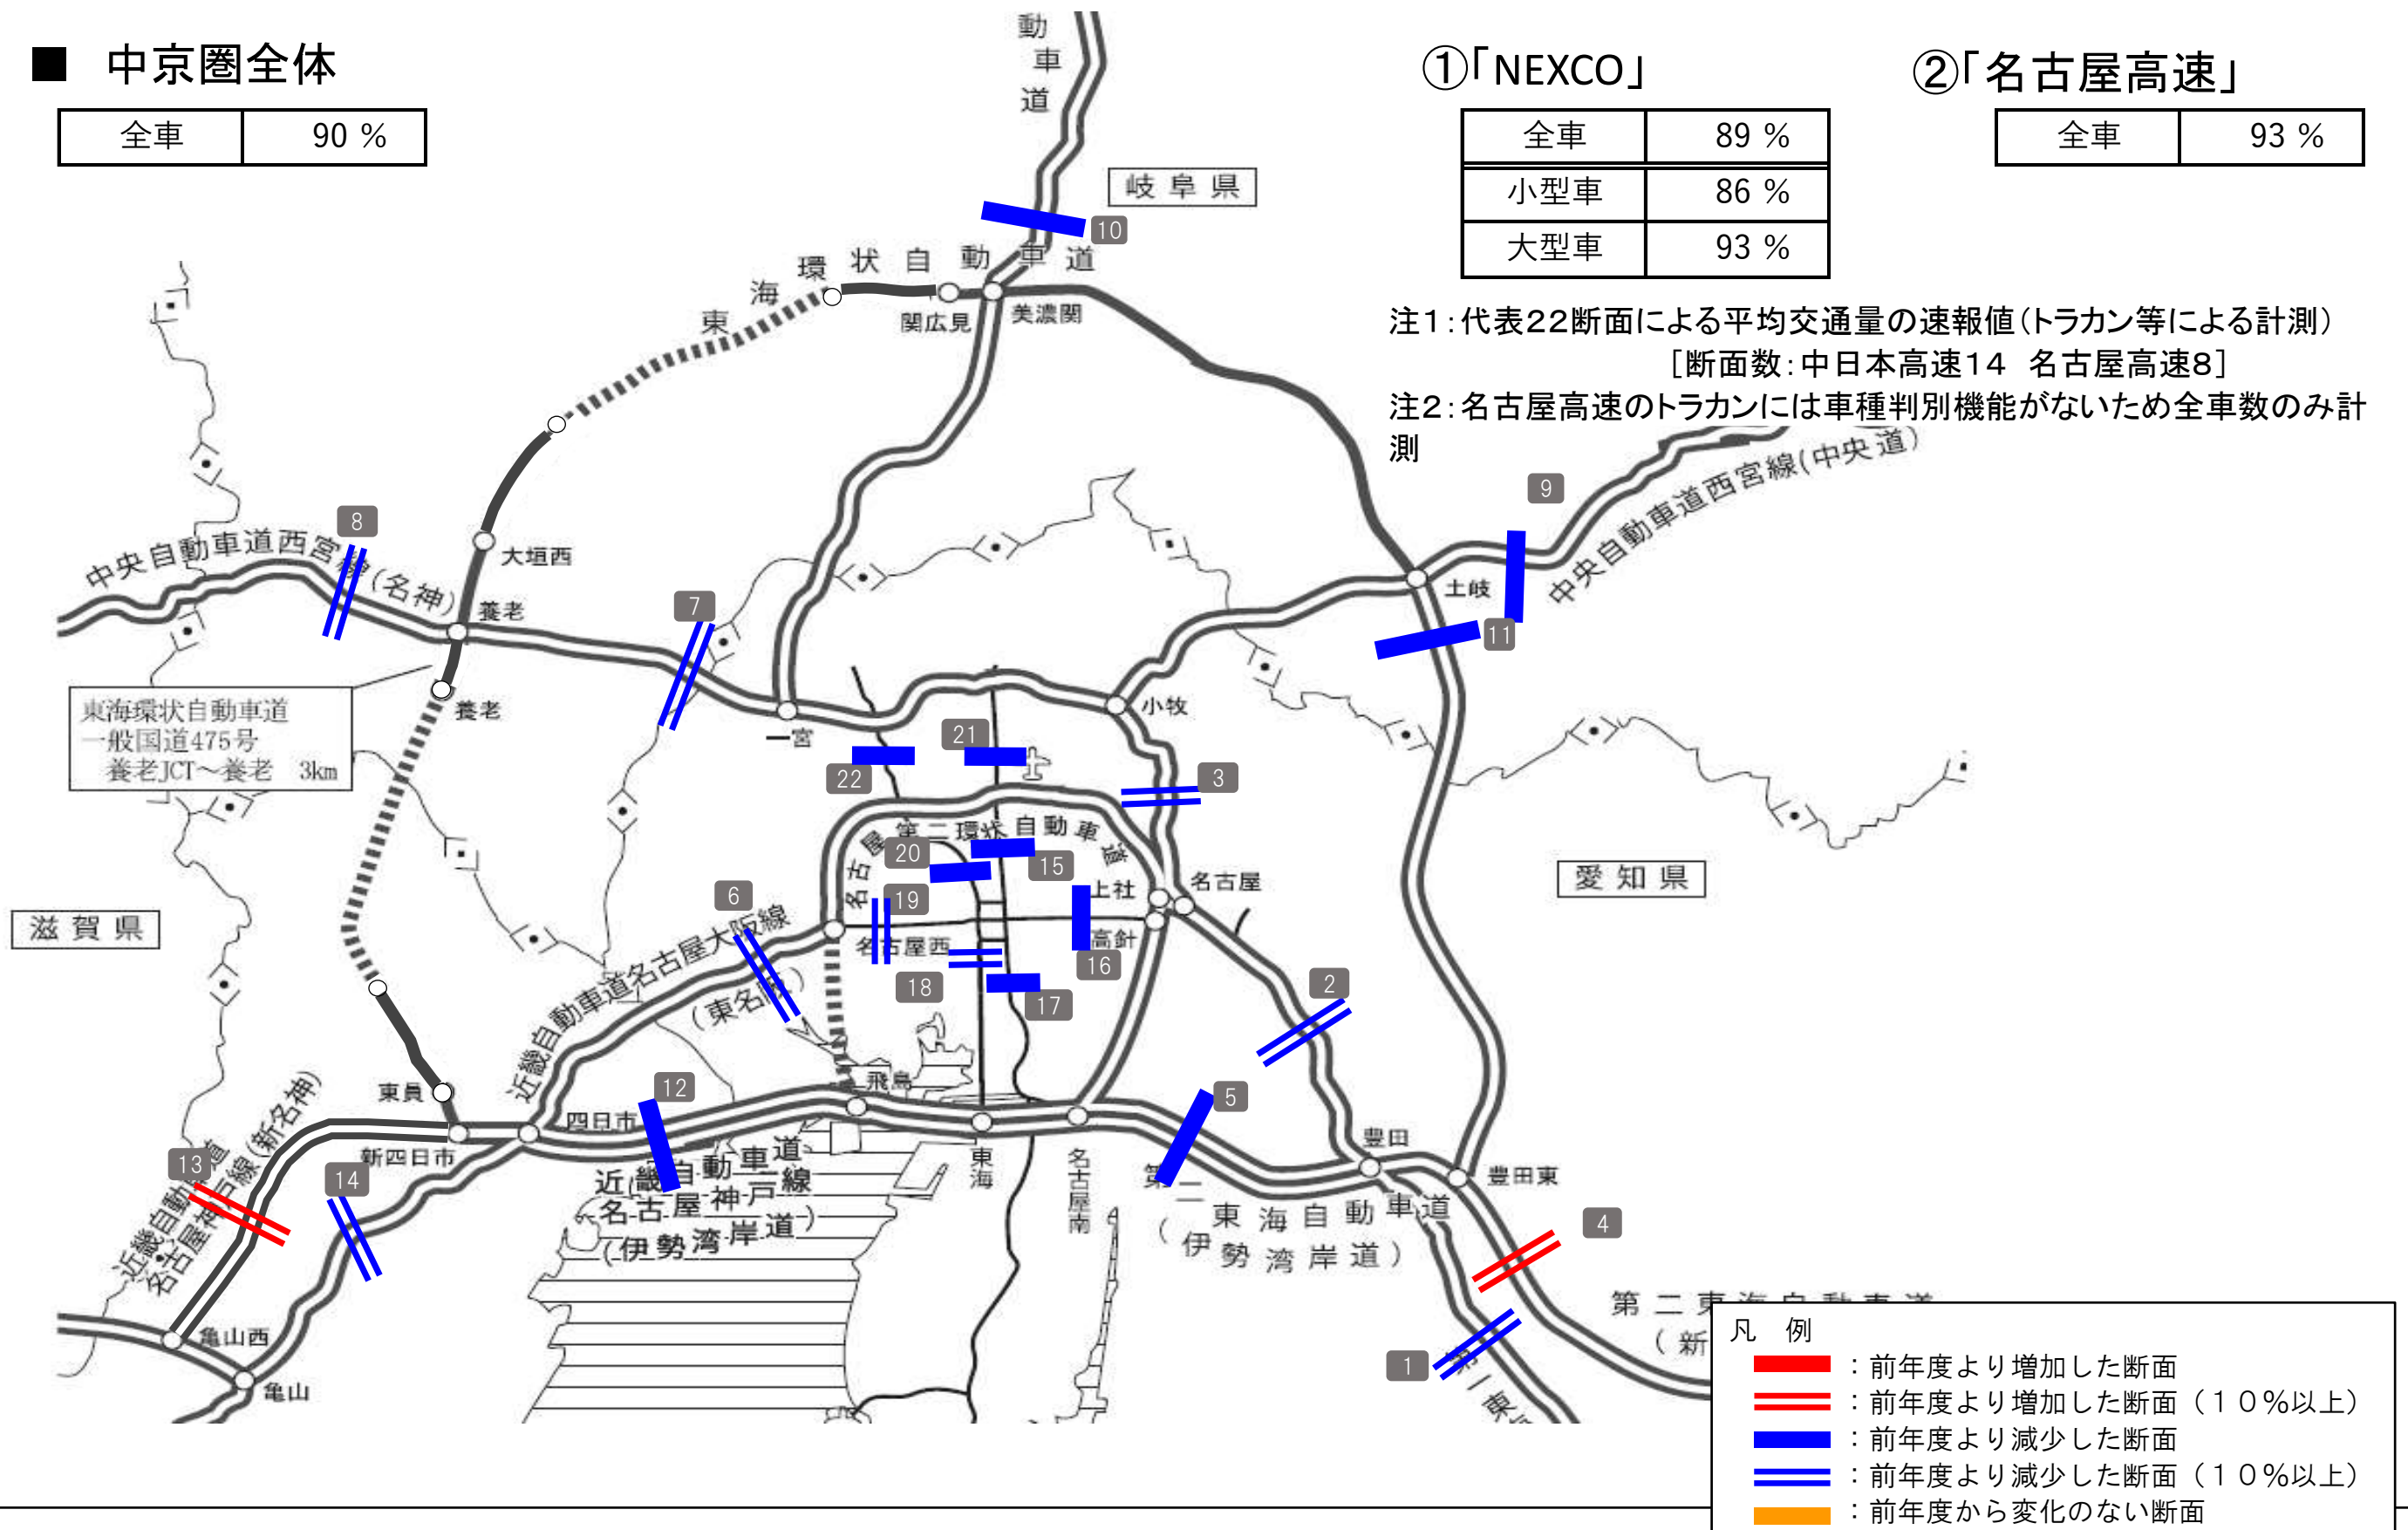 ■ 中京圏全体
全車 90 %
①｢NEXCO｣
全車 89 %
小型車 86 %
大型車 93 %
②｢名古屋高速｣
全車 93 %
注1：代表22断面による平均交通量の速報値（トラカン等による計測）
［断面数：中日本高速14 名古屋高速8］
注2：名古屋高速のトラカンには車種判別機能がないため全車数のみ計
測
動車道
岐阜県
10
東海環状自動車道
関広見
美濃関
9
中央自動車道西宮線(中央道)
8
中央自動車道西宮線(名神)
大垣西
養老
7
土岐
11
東海環状自動車道
一般国道475号
養老JCT～養老 3km
養老
一宮
小牧
21
22
3
名古屋第二環状自動車道
20
15
上社
名古屋
愛知県
滋賀県
6
19
近畿自動車道名古屋大阪線
(東名阪)
名古屋西
高針
16
18
17
2
飛島
東員
12
5
四日市
新四日市
東海
名古屋南
豊田
豊田東
13
14
近畿自動車道
名古屋神戸線(新名神)
近畿自動車道
名古屋神戸線
(伊勢湾岸道)
第二東海自動車道
(伊勢湾岸道)
4
亀山西
亀山
1
第一東
第二東海自動車道
(新
凡 例
：前年度より増加した断面
：前年度より増加した断面（１０％以上）
：前年度より減少した断面
：前年度より減少した断面（１０％以上）
：前年度から変化のない断面